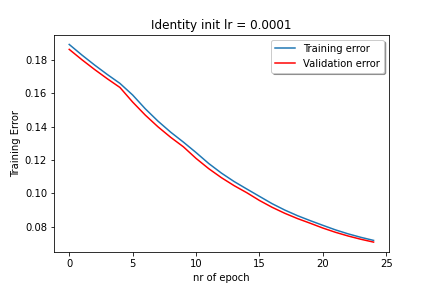 Identity init lr = 0.0001
Training error
Validation error
Training Error
0.18
0.16
0.14
0.12
0.10
0.08
0 5 10 15 20 25
nr of epoch